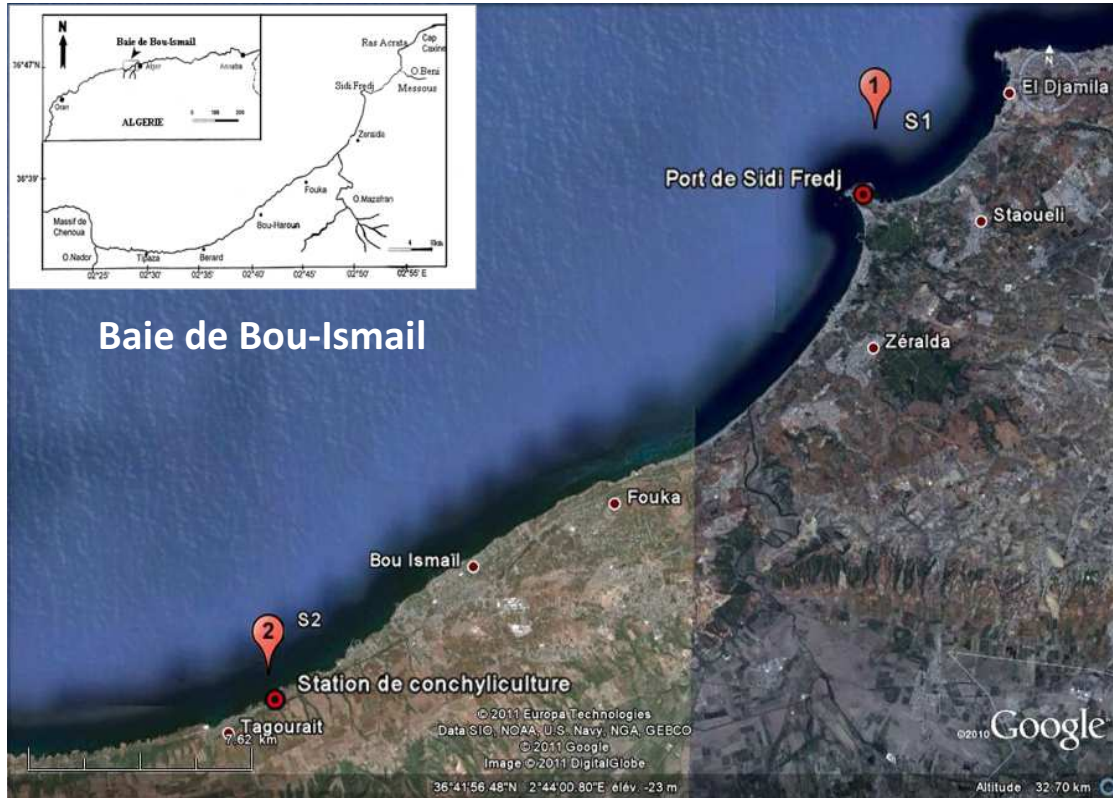 N
Baie de Bou-Ismail
36°47'N
Alger
Annaba
Oran
0 100 200
ALGERIE
Ras Acrata
Cap
Caxine
O.Beni
Messous
Sidi Fredj
Zeralda
36°39'
Fouka
O.Mazafran
Massif de
Chenoua
Bou-Haroun
O.Nador
Tipaza
Berard
02°25'
02°30'
02°35'
02°40'
02°45'
02°50'
02°55' E
Baie de Bou-Ismail
N
1
S1
El Djamila
Port de Sidi Fredj
Staoueli
Zéralda
Fouka
Bou Ismaïl
2
S2
Station de conchyliculture
Tagourait
7.62 km
© 2011 Europa Technologies
Data SIO, NOAA, U.S. Navy, NGA, GEBCO
© 2011 Google
Image © 2011 DigitalGlobe
©2010 Google
36°41'56.48"N 2°44'00.80"E élév. -23 m
Altitude 32.70 km